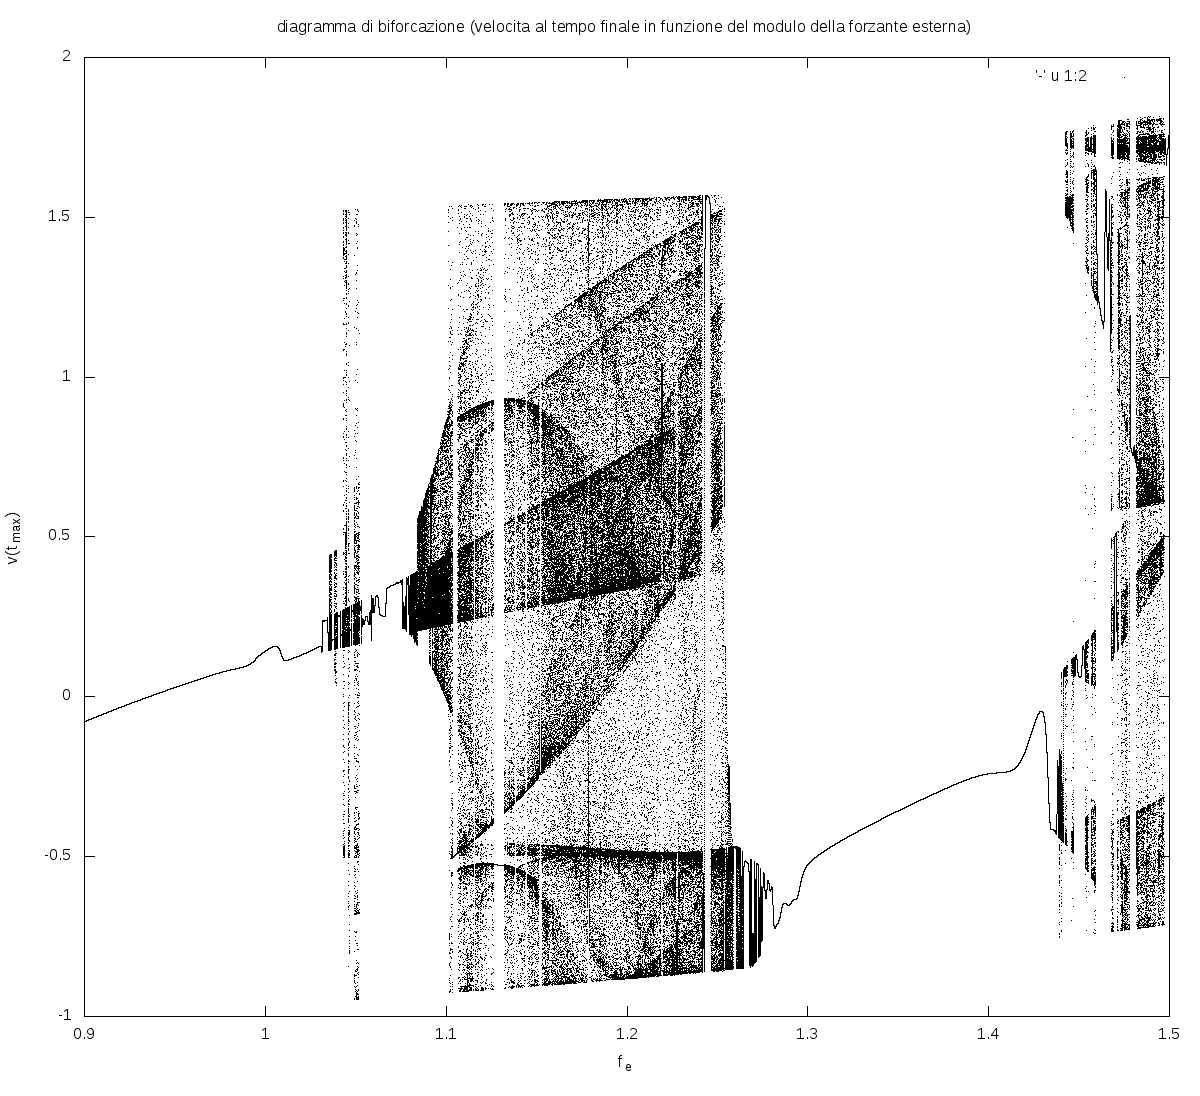 diagramma di biforcazione (velocita al tempo finale in funzione del modulo della forzante esterna)
'-' u 1:2
2
1.5
1
0.5
0
-0.5
-1
v(t max)
0.9 1 1.1 1.2 1.3 1.4 1.5
f e